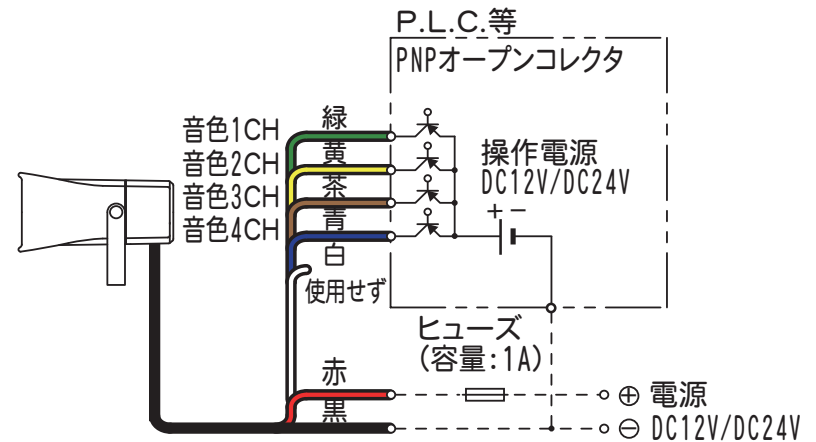 P.L.C.等
PNPオープンコレクタ
音色1CH
緑
音色2CH
黄
音色3CH
茶
音色4CH
青
白
使用せず
操作電源
DC12V/DC24V
+ −
ヒューズ
(容量:1A)
赤
⊕ 電源
黒
⊖ DC12V/DC24V